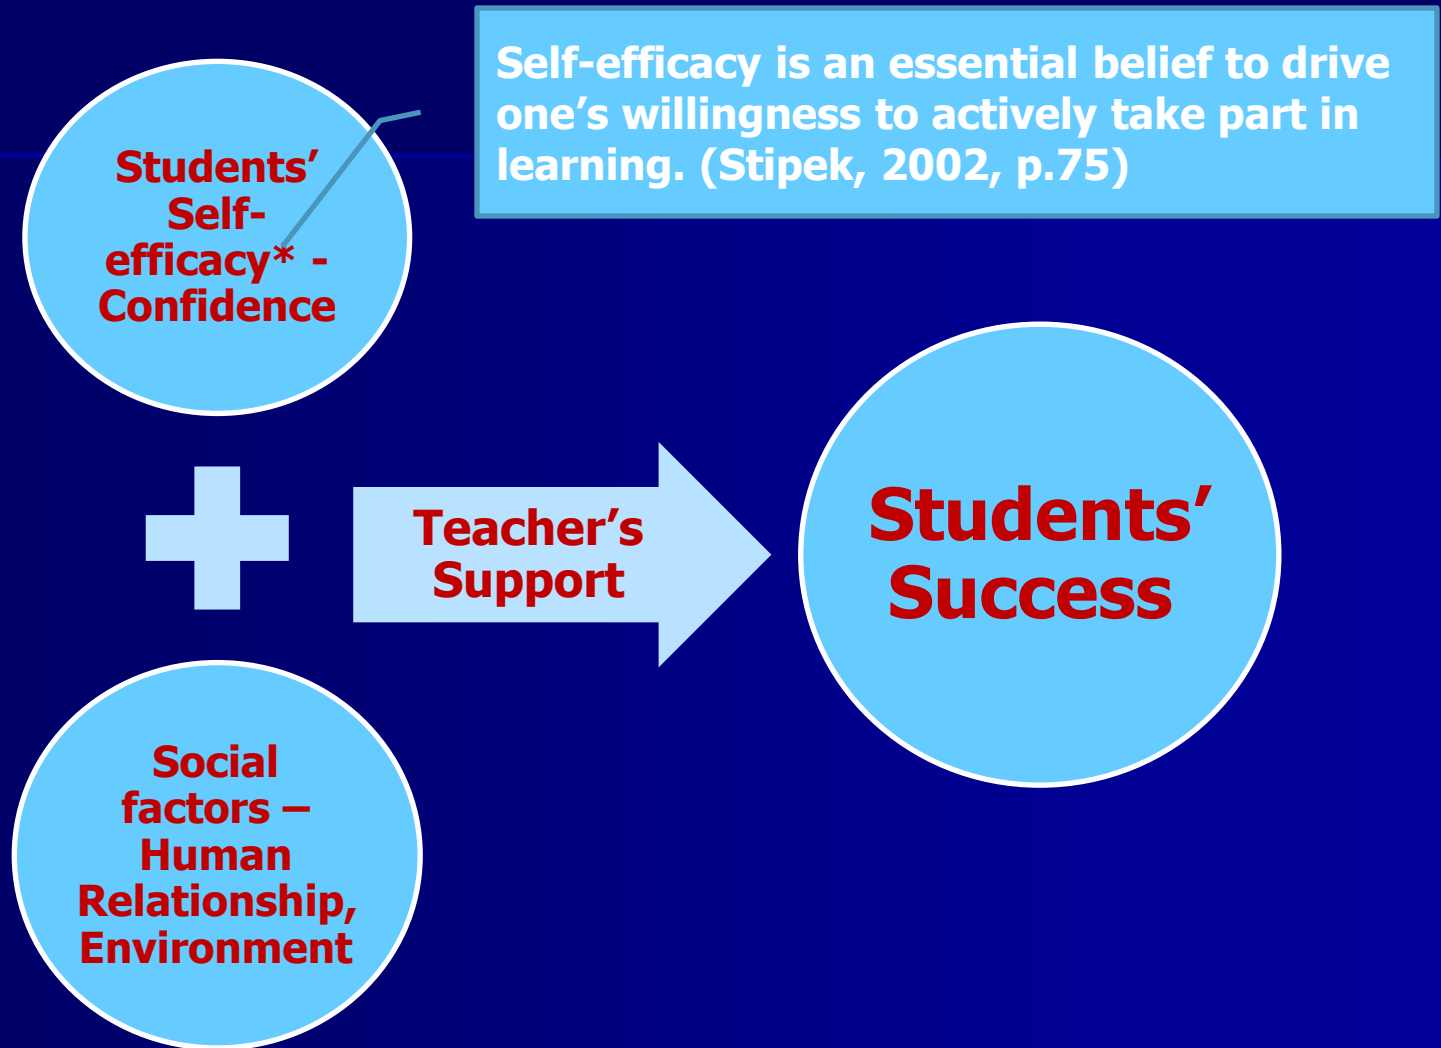 Self-efficacy is an essential belief to drive
one’s willingness to actively take part in
learning. (Stipek, 2002, p.75)
Students’
Self-
efficacy* -
Confidence
Teacher’s
Support
Students’
Success
Social
factors –
Human
Relationship,
Environment